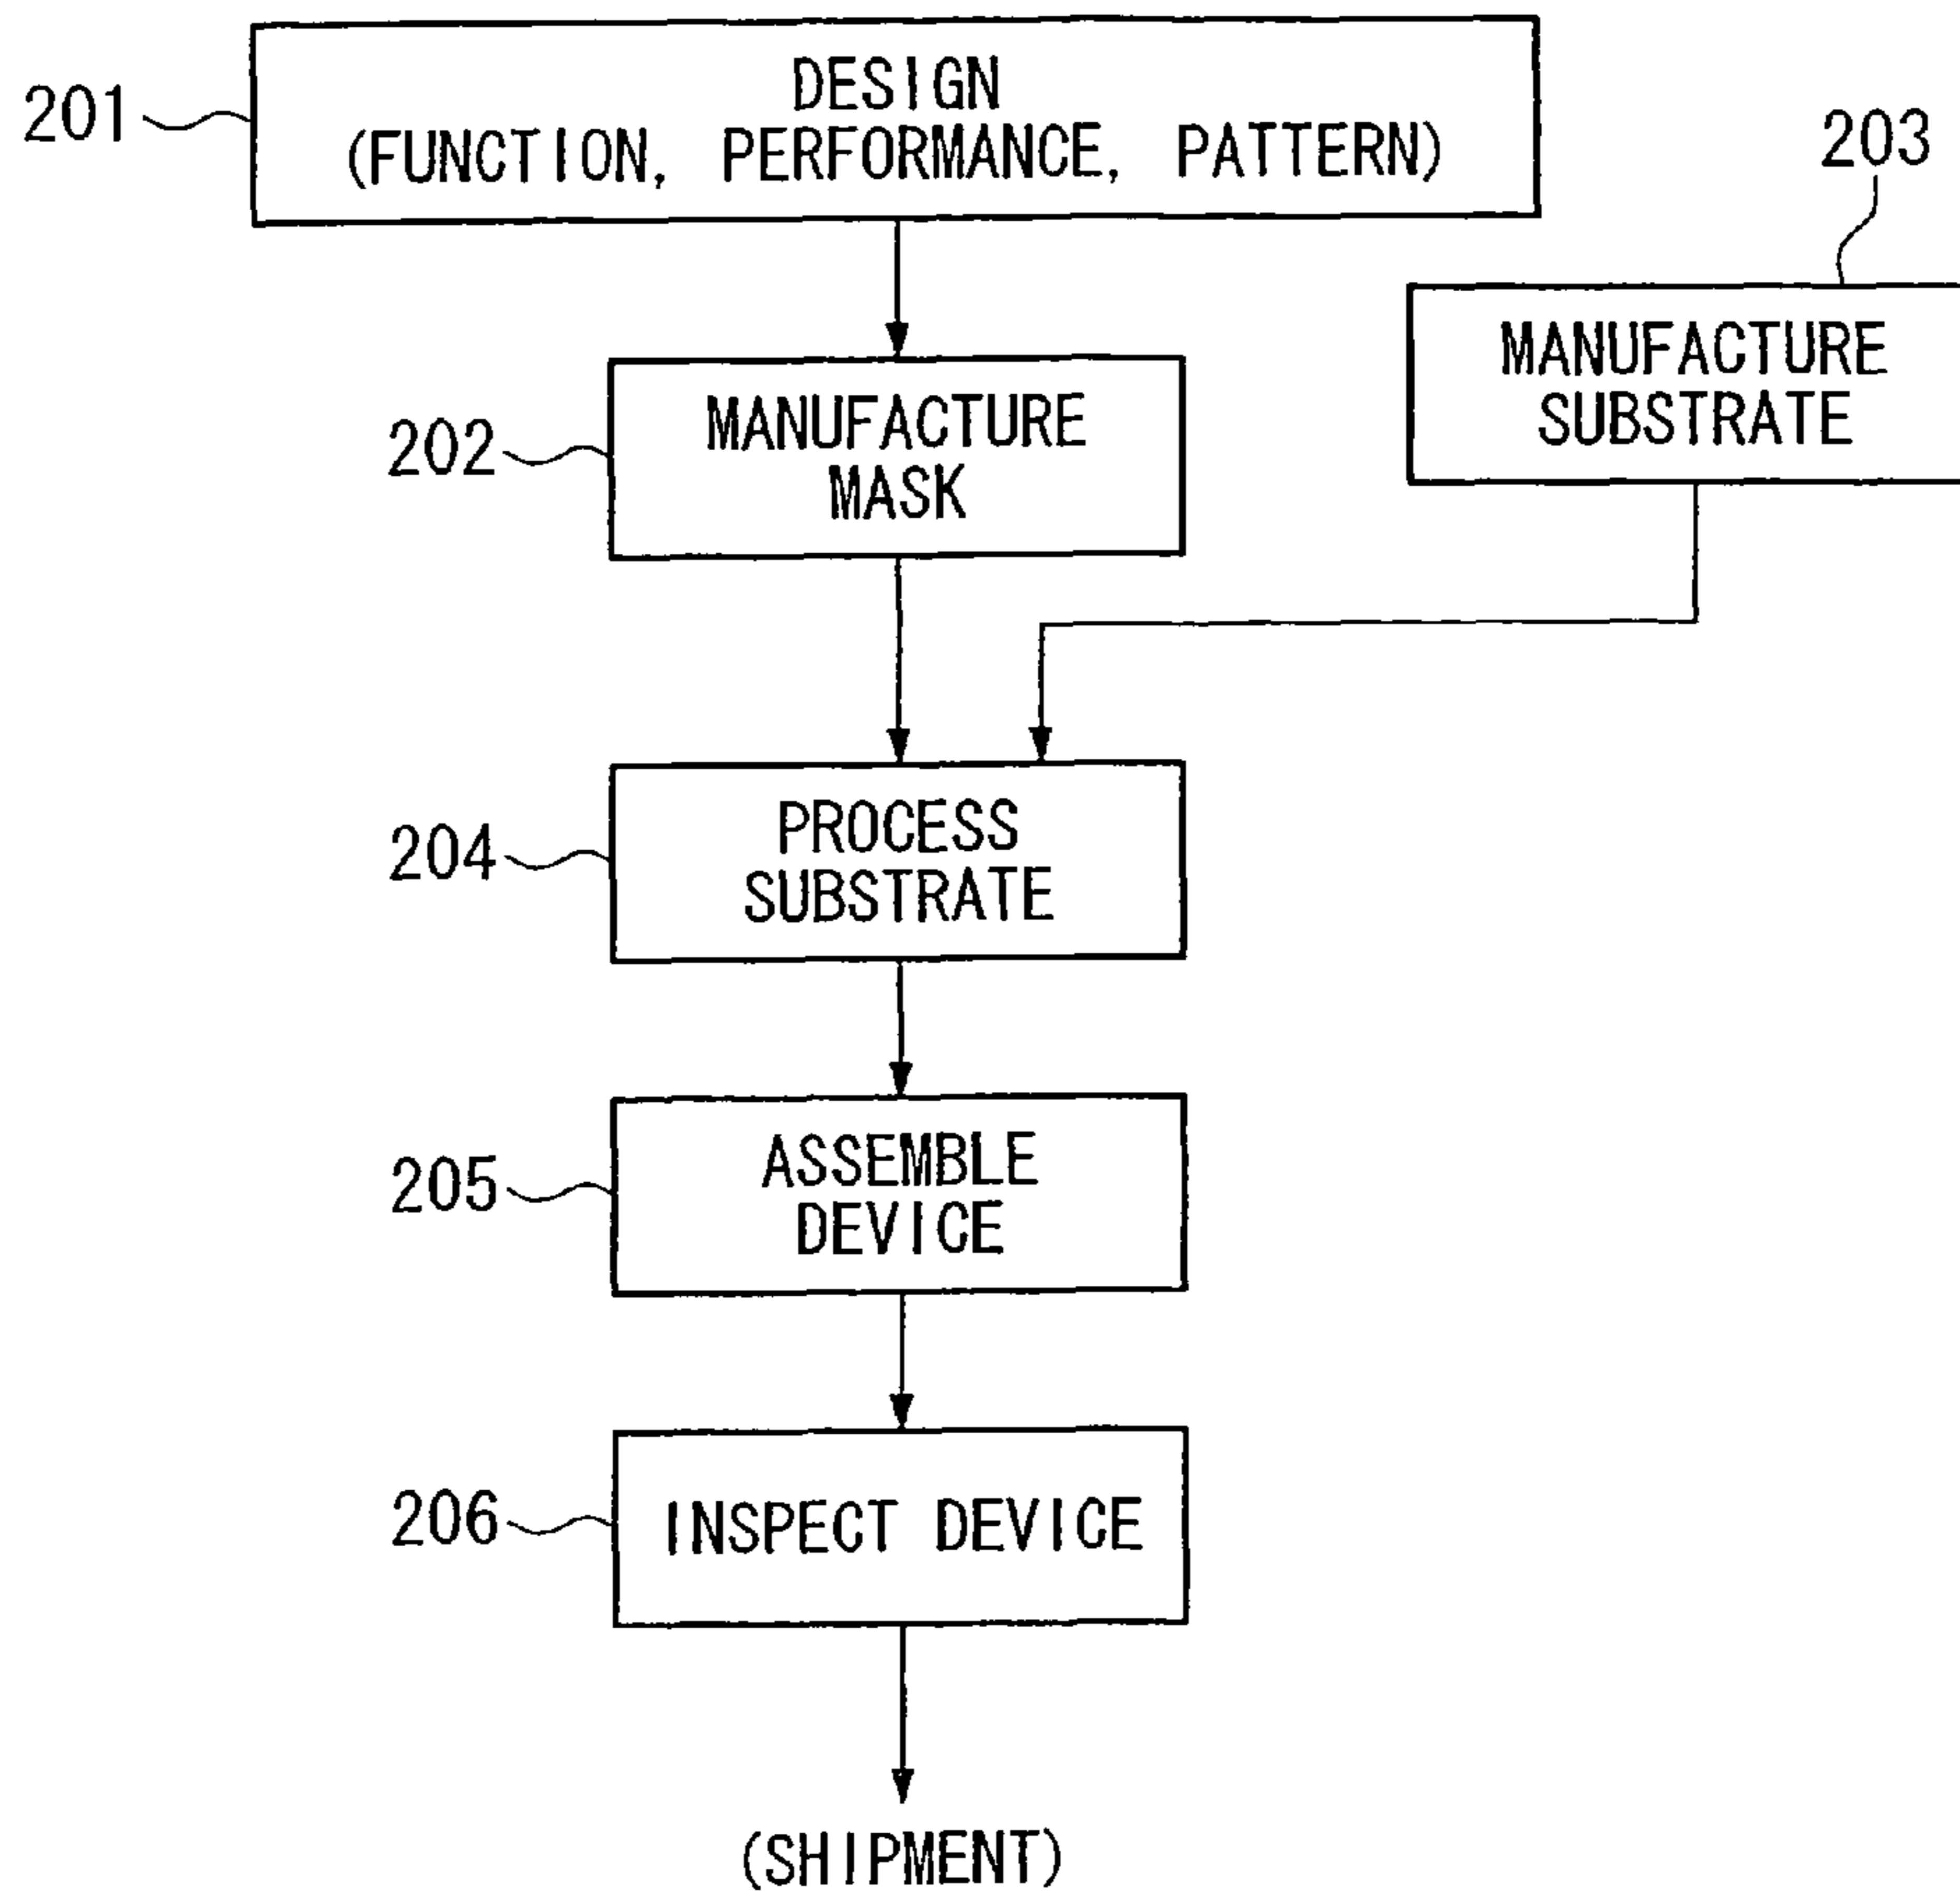 201
DESIGN
(FUNCTION, PERFORMANCE, PATTERN)
203
MANUFACTURE
SUBSTRATE
202
MANUFACTURE
MASK
204
PROCESS
SUBSTRATE
205
ASSEMBLE
DEVICE
206
INSPECT DEVICE
(SHIPMENT)